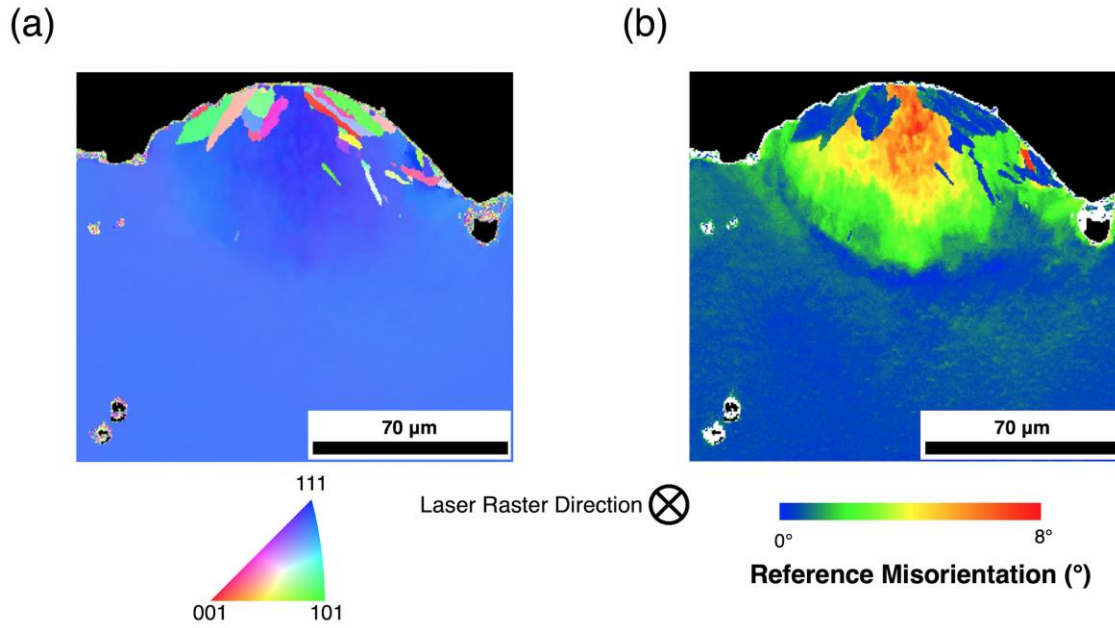 (a)
(b)
70 µm
70 µm
111
001
101
Laser Raster Direction
0°
8°
Reference Misorientation (°)